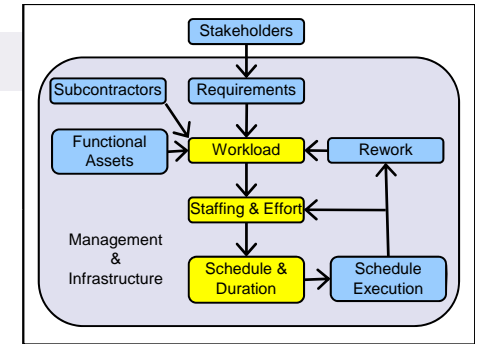 Stakeholders
Subcontractors
Requirements
Functional
Assets
Workload
Rework
Staffing & Effort
Management
&
Infrastructure
Schedule &
Duration
Schedule
Execution